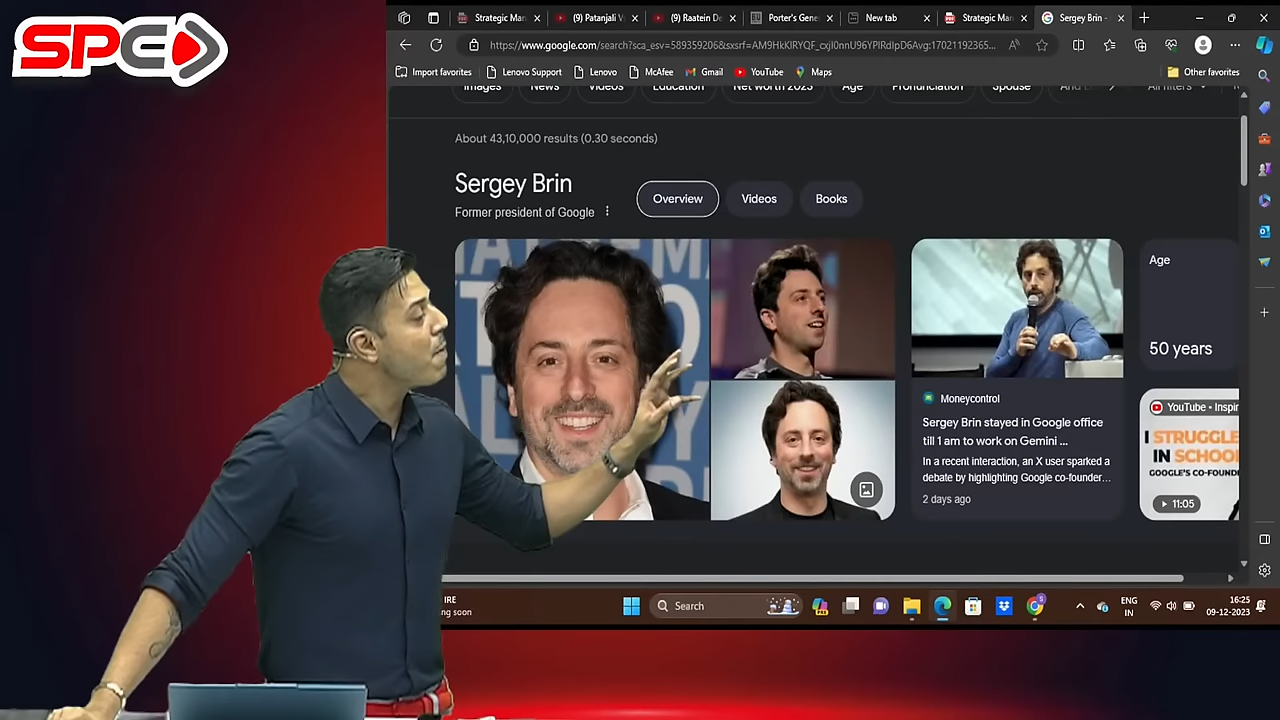 SPC
Strategic Man
(9) Patanjali V
(9) Raatein De
Porter's Gene
New tab
Strategic Man
Sergey Brin -
https://www.google.com/search?sca_esv=589359206&sxsrf=
Import favorites
Lenovo Support
Lenovo
McAfee
Gmail
YouTube
Maps
Other favorites
Images
News
Videos
Education
Net worth 2023
Age
Pronunciation
Spouse
All filters
About 43,10,000 results (0.30 seconds)
Sergey Brin
Former president of Google
Overview
Videos
Books
Age
50 years
Moneycontrol
Sergey Brin stayed in Google office
till 1 am to work on Gemini ...
In a recent interaction, an X user sparked a
debate by highlighting Google co-founder...
2 days ago
YouTube • Inspir
I STRUGGLE
IN SCHOO
GOOGLE'S CO-FOUND
11:05
IRE
ng soon
Search
ENG
IN
16:25
09-12-2023